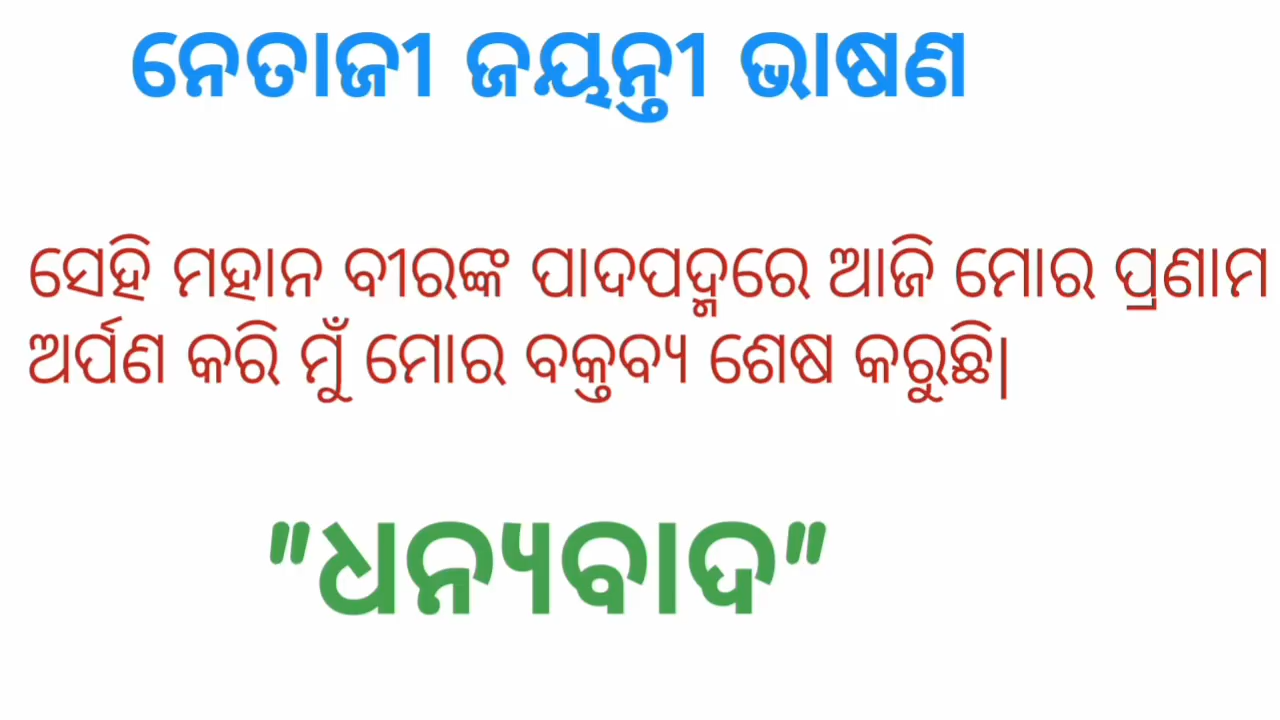 ନେତାଜୀ ଜୟନ୍ତୀ ଭାଷଣ
ସେହି ମହାନ ବୀରଙ୍କ ପାଦପଦ୍ମରେ ଆଜି ମୋର ପ୍ରଣାମ
ଅର୍ପଣ କରି ମୁଁ ମୋର ବକ୍ତବ୍ୟ ଶେଷ କରୁଛି|
"ଧନ୍ୟବାଦ"